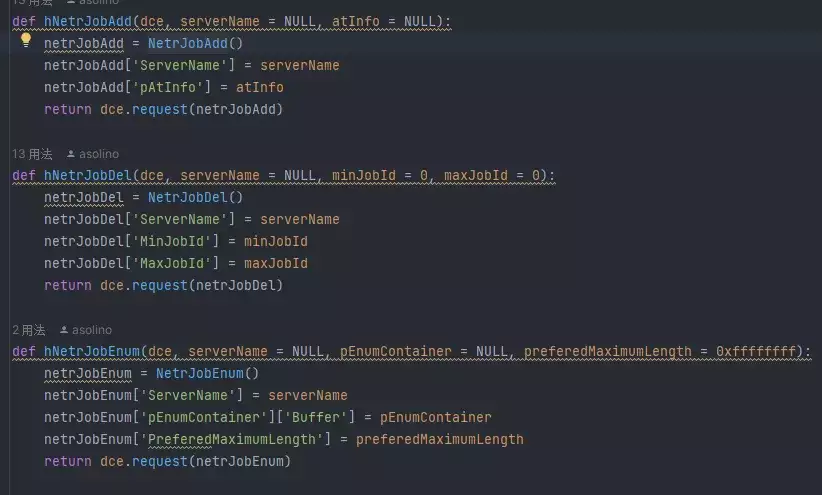 13 用法 asolino
def hNetrJobAdd(dce, serverName = NULL, atInfo = NULL):
netrJobAdd = NetrJobAdd()
netrJobAdd['ServerName'] = serverName
netrJobAdd['pAtInfo'] = atInfo
return dce.request(netrJobAdd)
13 用法 asolino
def hNetrJobDel(dce, serverName = NULL, minJobId = 0, maxJobId = 0):
netrJobDel = NetrJobDel()
netrJobDel['ServerName'] = serverName
netrJobDel['MinJobId'] = minJobId
netrJobDel['MaxJobId'] = maxJobId
return dce.request(netrJobDel)
2 用法 asolino
def hNetrJobEnum(dce, serverName = NULL, pEnumContainer = NULL, preferedMaximumLength = 0xffffffff):
netrJobEnum = NetrJobEnum()
netrJobEnum['ServerName'] = serverName
netrJobEnum['pEnumContainer']['Buffer'] = pEnumContainer
netrJobEnum['PreferedMaximumLength'] = preferedMaximumLength
return dce.request(netrJobEnum)